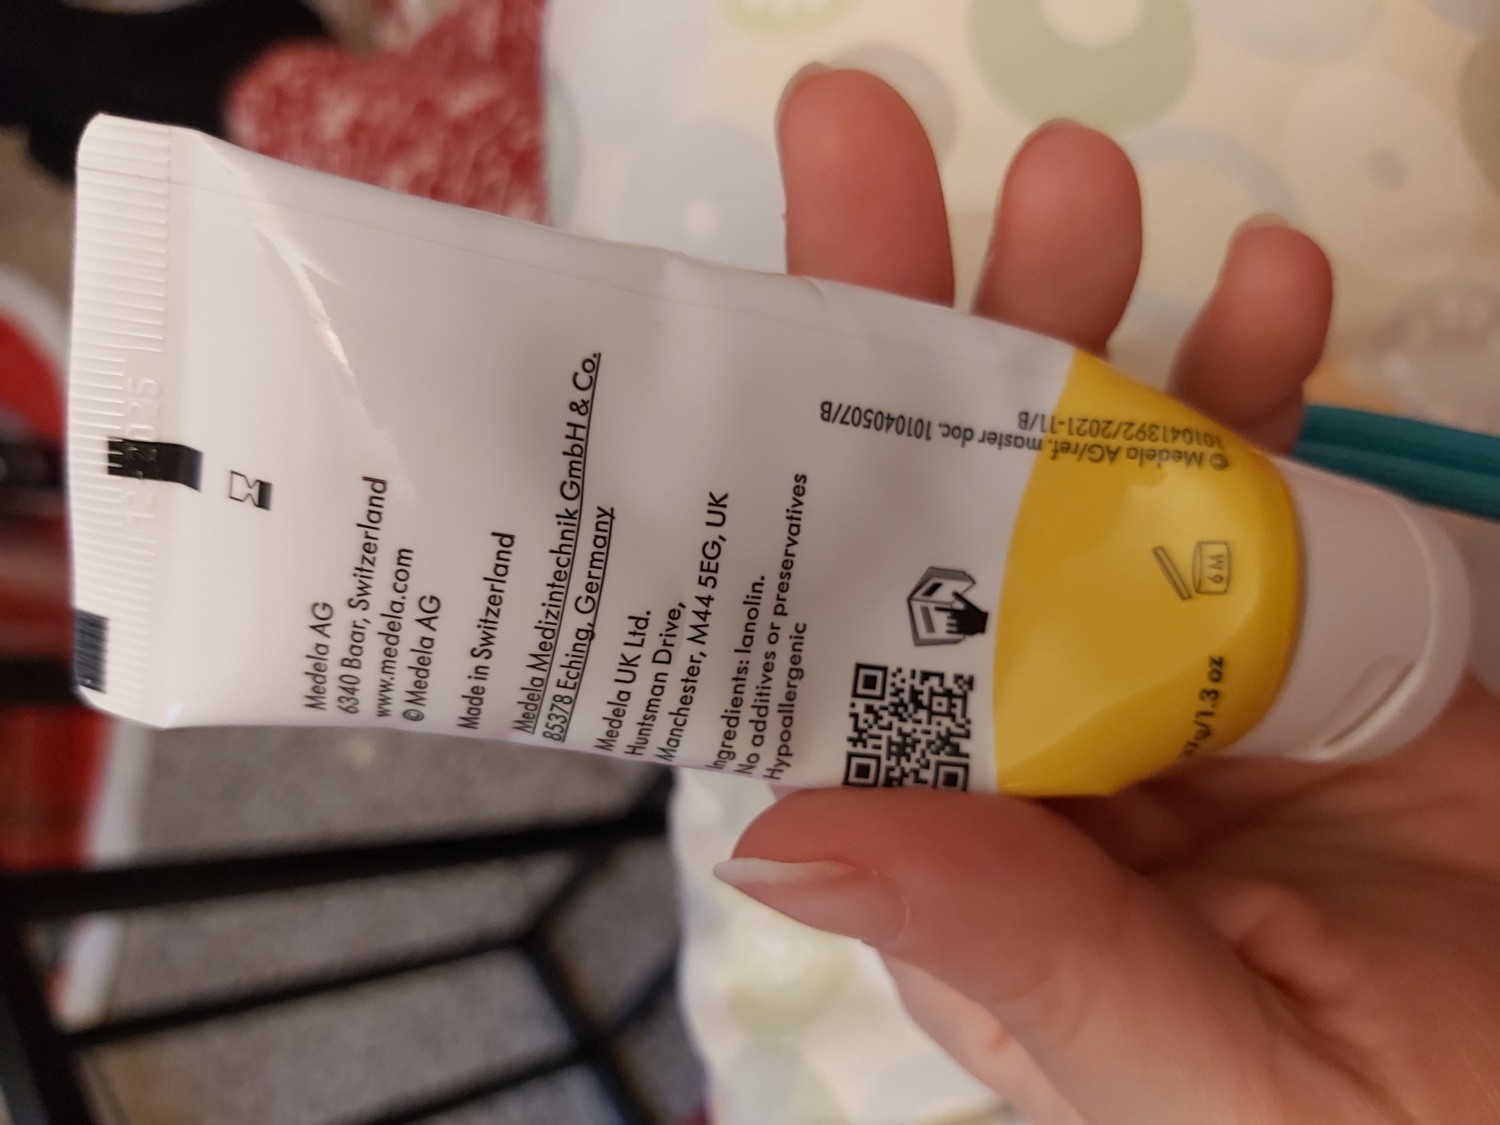 Medela AG
6340 Baar, Switzerland
www.medela.com
© Medela AG
Made in Switzerland
Medela Medizintechnik GmbH & Co.
85378 Eching, Germany
Medela UK Ltd.
Huntsman Drive,
Manchester, M44 5EG, UK
Ingredients: lanolin.
No additives or preservatives
Hypoallergenic
© Medela AG/ref. master doc. 101040507/B
101041392/2021-11/B
6M
g/1.3 oz